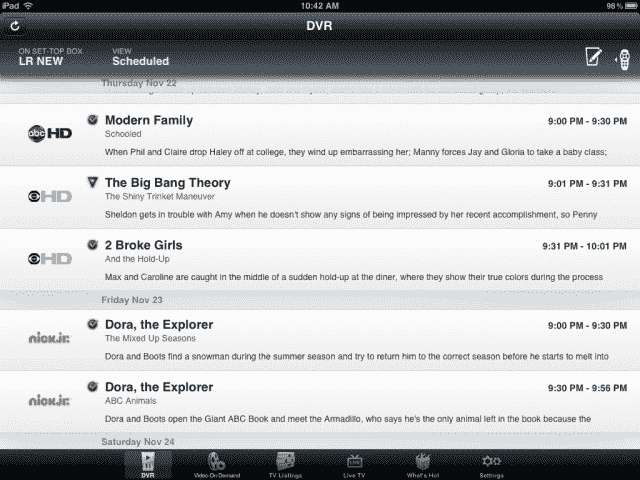 iPad
10:42 AM
98%
DVR
ON SET-TOP BOX
LR NEW
VIEW
Scheduled
Thursday Nov 22
abc HD
Modern Family
9:00 PM - 9:30 PM
Schooled
When Phil and Claire drop Haley off at college, they wind up embarrassing her; Manny forces Jay and Gloria to take a baby class;
HD
The Big Bang Theory
9:01 PM - 9:31 PM
The Shiny Trinket Maneuver
Sheldon gets in trouble with Amy when he doesn't show any signs of being impressed by her recent accomplishment, so Penny
HD
2 Broke Girls
9:31 PM - 10:01 PM
And the Hold-Up
Max and Caroline are caught in the middle of a sudden hold-up at the diner, where they show their true colors during the process
Friday Nov 23
nick jr.
Dora, the Explorer
9:00 PM - 9:30 PM
The Mixed Up Seasons
Dora and Boots find a snowman during the summer season and try to return him to the correct season before he starts to melt into
nick jr.
Dora, the Explorer
9:30 PM - 9:56 PM
ABC Animals
Dora and Boots open the Giant ABC Book and meet the Armadillo, who says he's the only animal left in the book because the
Saturday Nov 24
DVR
Video On Demand
TV Listings
LIVE
Live TV
What's Hot
Settings